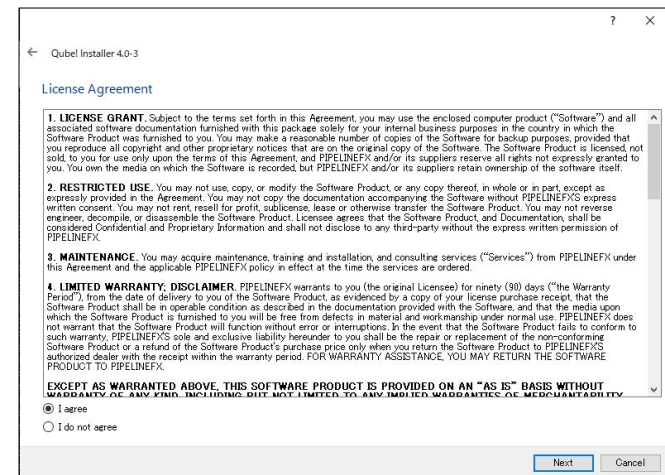 Qube! Installer 4.0-3
License Agreement
1. LICENSE GRANT. Subject to the terms set forth in this Agreement, you may use the enclosed computer product ("Software") and all
associated software documentation furnished with this package solely for your internal business purposes in the country in which the
Software Product was furnished to you. You may make a reasonable number of copies of the Software for backup purposes, provided that
you reproduce all copyright and other proprietary notices that are on the original copy of the Software. The Software Product is licensed, not
sold, to you for use only upon the terms of this Agreement, and PIPELINEFX and/or its suppliers reserve all rights not expressly granted to
you. You own the media on which the Software is recorded, but PIPELINEFX and/or its suppliers retain ownership of the software itself.
2. RESTRICTED USE. You may not use, copy, or modify the Software Product, or any copy thereof, in whole or in part, except as
expressly provided in the Agreement. You may not copy the documentation accompanying the Software without PIPELINEFX'S express
written consent. You may not rent, resell for profit, sublicense, lease or otherwise transfer the Software Product. You may not reverse
engineer, decompile, or disassemble the Software Product. Licensee agrees that the Software Product, and Documentation, shall be
considered Confidential and Proprietary Information and shall not disclose to any third-party without the express written permission of
PIPELINEFX.
3. MAINTENANCE. You may acquire maintenance, training and installation, and consulting services ("Services") from PIPELINEFX under
this Agreement and the applicable PIPELINEFX policy in effect at the time the services are ordered.
4. LIMITED WARRANTY; DISCLAIMER. PIPELINEFX warrants to you (the original Licensee) for ninety (90) days ("the Warranty
Period"), from the date of delivery to you of the Software Product, as evidenced by a copy of your license purchase receipt, that the
Software Product shall be in operable condition as described in the documentation provided with the Software, and that the media upon
which the Software Product is furnished to you will be free from defects in material and workmanship under normal use. PIPELINEFX does
not warrant that the Software Product will function without error or interruptions. In the event that the Software Product fails to conform to
such warranty, PIPELINEFX'S sole and exclusive liability hereunder to you shall be the repair or replacement of the non-conforming
Software Product or a refund of the Software Product's purchase price only when you return the Software Product to PIPELINEFX'S
authorized dealer with the receipt within the warranty period. FOR WARRANTY ASSISTANCE, YOU MAY RETURN THE SOFTWARE
PRODUCT TO PIPELINEFX.
EXCEPT AS WARRANTED ABOVE, THIS SOFTWARE PRODUCT IS PROVIDED ON AN "AS IS" BASIS WITHOUT
WARRANTY OF ANY KIND, INCLUDING BUT NOT LIMITED TO ANY IMPLIED WARRANTIES OF MERCHANTABILITY
I agree
I do not agree
Next
Cancel